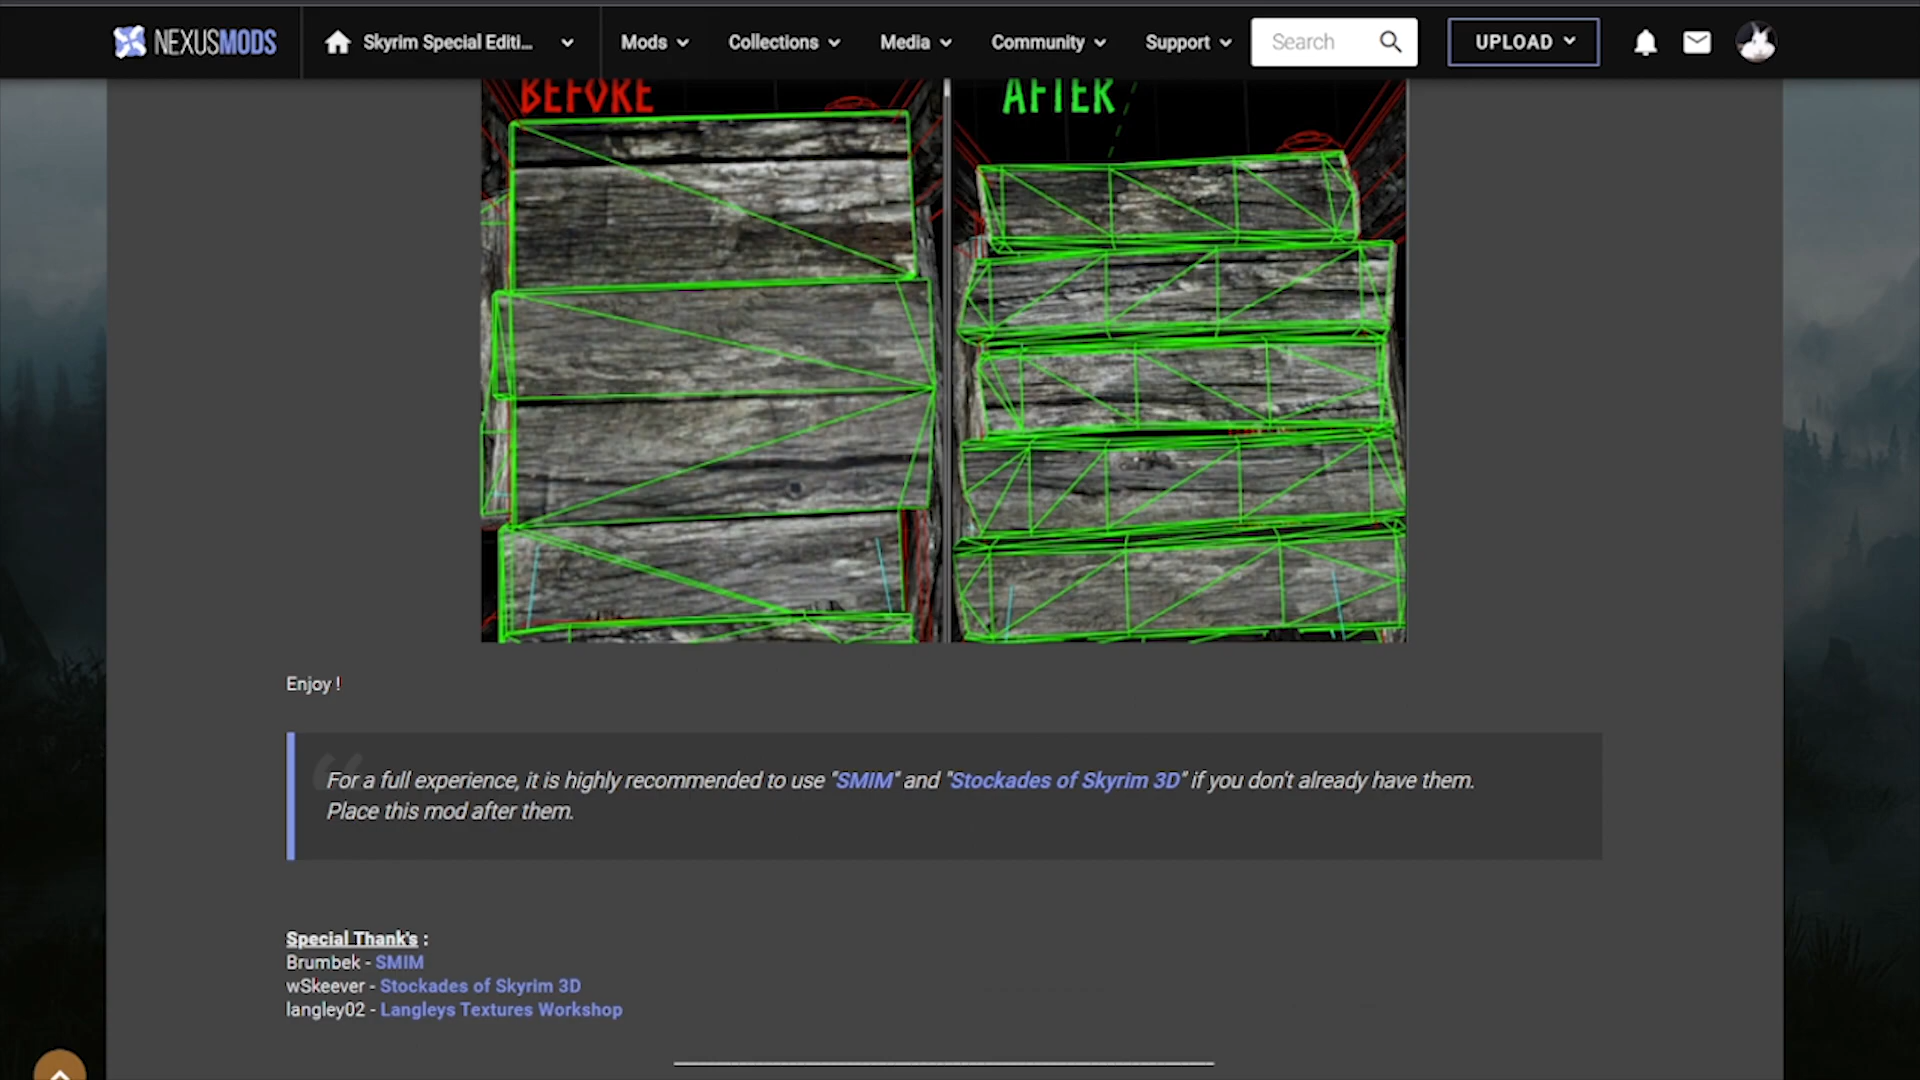 NEXUSMODS
Skyrim Special Editi...
Mods
Collections
Media
Community
Support
Search
UPLOAD
BEFORE
AFTER
Enjoy !
For a full experience, it is highly recommended to use "SMIM" and "Stockades of Skyrim 3D" if you don't already have them.
Place this mod after them.
Special Thank's :
Brumbek - SMIM
wSkeever - Stockades of Skyrim 3D
langley02 - Langleys Textures Workshop